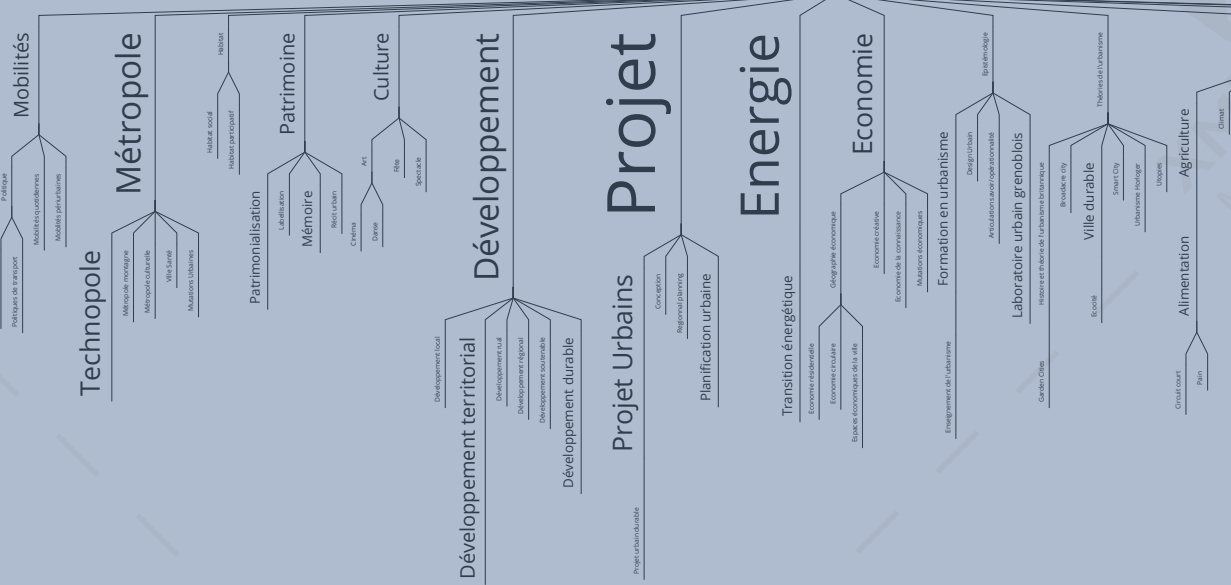 Mobilités
Politique
Politiques de transport
Mobilités quotidiennes
Mobilités périurbaines
Métropole
Technopole
Métropole montagne
Métropole culturelle
Ville Santé
Mutations Urbaines
Habitat
Habitat social
Habitat participatif
Patrimoine
Patrimonialisation
Labellisation
Mémoire
Récit urbain
Culture
Art
Cinéma
Danse
Fête
Spectacle
Développement
Développement local
Développement territorial
Développement rual
Développement régional
Développement soutenable
Développement durable
Projet
Projet Urbains
Projet urbain durable
Conception
Regionnal planning
Planification urbaine
Energie
Transition énergétique
Economie
Géographie économique
Economie résidentielle
Economie circulaire
Espaces économiques de la ville
Economie créative
Economie de la connaissance
Mutations économiques
Epistémologie
Formation en urbanisme
Enseignement de l'urbanisme
Design Urbain
Articulation savoir/opérationnalité
Laboratoire urbain grenoblois
Théories de l'urbanisme
Histoire et théorie de l'urbanisme britannique
Garden Cities
Broadacre city
Ville durable
Ecocité
Smart City
Urbanisme Horloger
Utopies
Agriculture
Alimentation
Circuit court
Pain
Climat